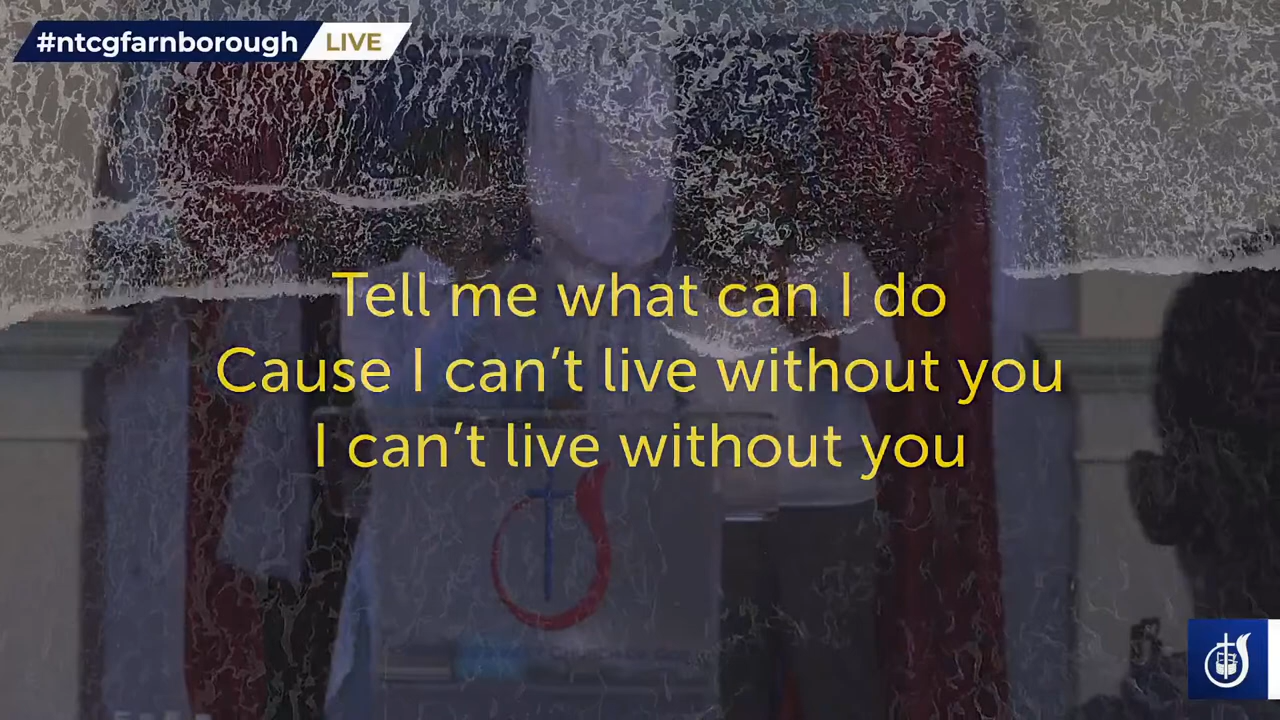 #ntcgfarnborough LIVE
Tell me what can I do
Cause I can’t live without you
I can’t live without you